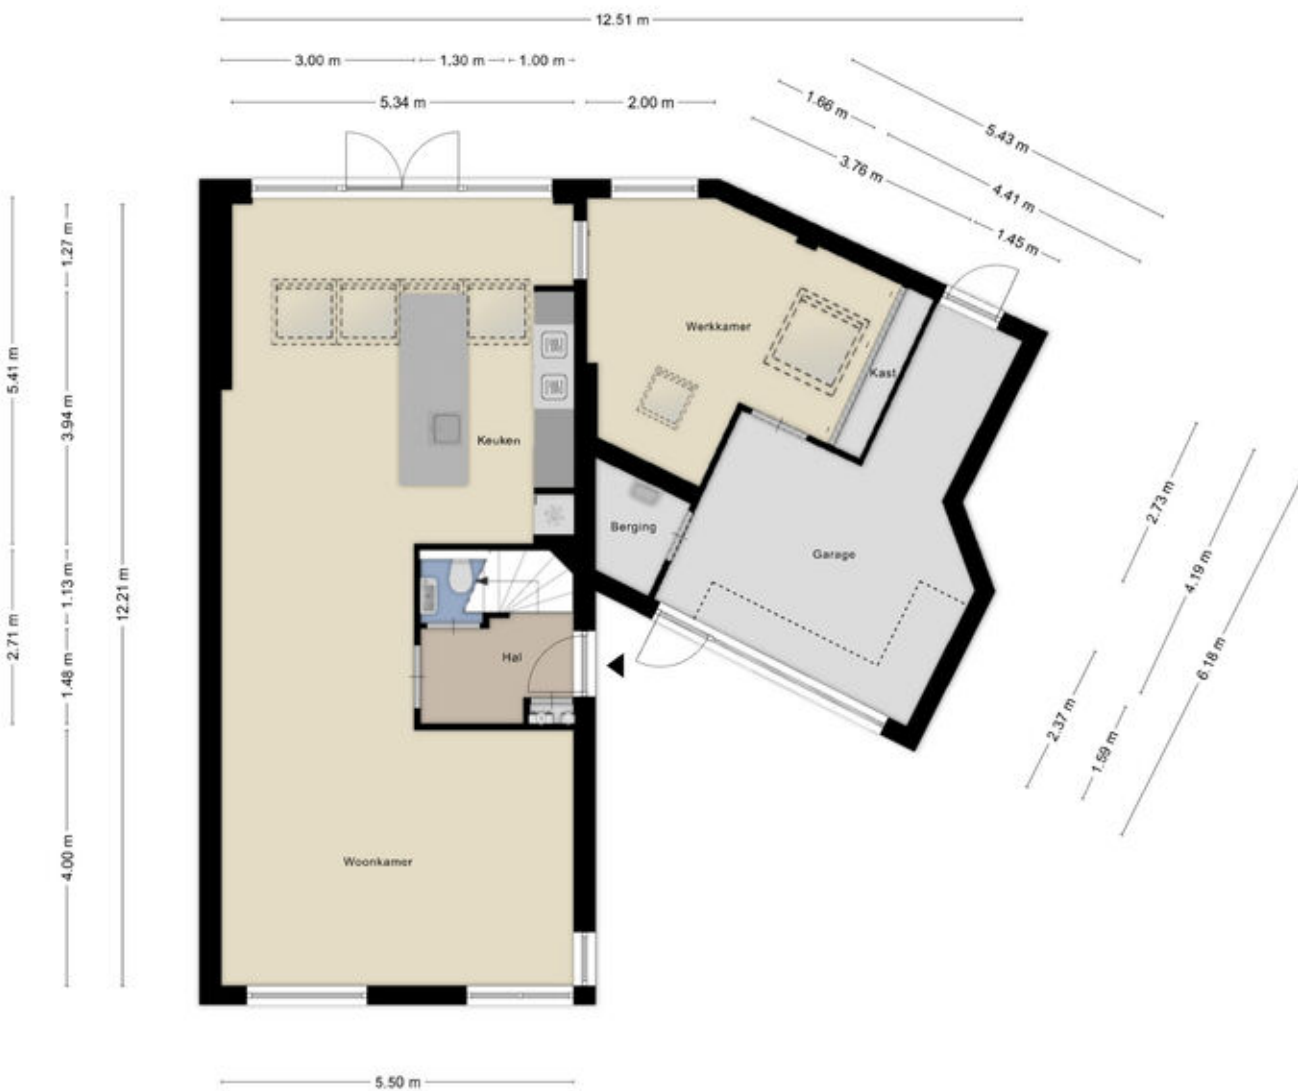 12.51 m
3.00 m
1.30 m
1.00 m
5.34 m
2.00 m
1.66 m
5.43 m
3.76 m
4.41 m
1.45 m
1.27 m
5.41 m
3.94 m
Werkkamer
Kast
Keuken
Berging
Garage
2.73 m
4.19 m
6.18 m
1.13 m
12.21 m
2.71 m
1.48 m
Hal
2.37 m
1.59 m
4.00 m
Woonkamer
5.50 m